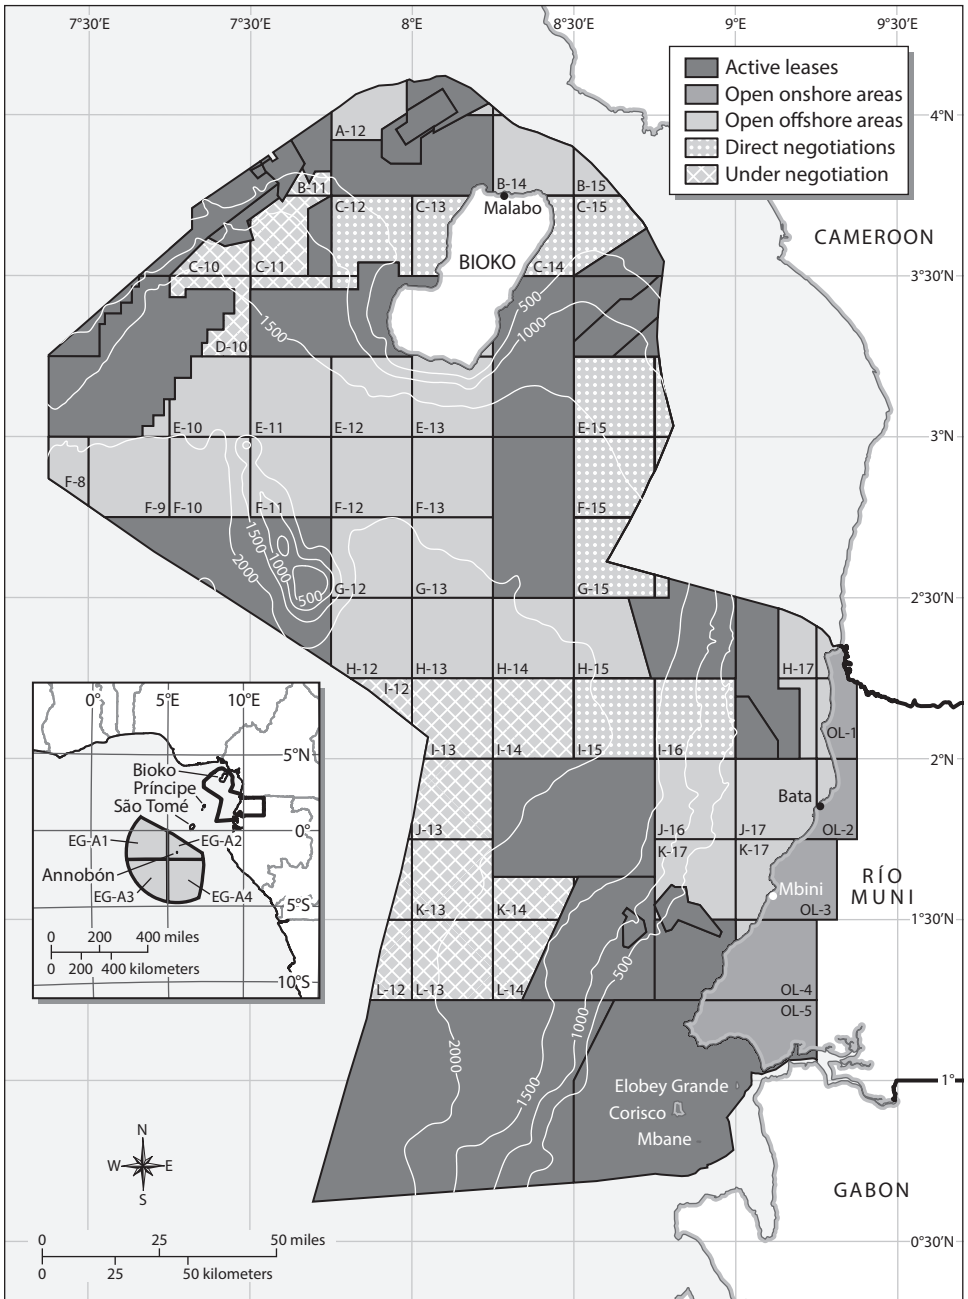 7°30′E
7°30′E
8°E
8°30′E
9°E
9°30′E
Active leases
Open onshore areas
Open offshore areas
Direct negotiations
Under negotiation
4°N
A-12
B-11
B-14
B-15
C-12
C-13
Malabo
C-15
CAMEROON
BIOKO
C-10
C-11
C-14
3°30′N
500
1000
1500
D-10
E-10
E-11
E-12
E-13
E-15
3°N
F-8
F-9
F-10
F-11
F-12
F-13
F-15
1500
1000
2000
500
G-12
G-13
G-15
2°30′N
H-12
H-13
H-14
H-15
H-17
I-12
I-13
I-14
I-15
I-16
OL-1
2°N
Bata
J-13
J-16
J-17
OL-2
K-17
K-17
RÍO
MUNI
Mbini
K-13
K-14
OL-3
1°30′N
500
L-12
L-13
L-14
OL-4
OL-5
1000
2000
1500
1°
Elobey Grande
Corisco
Mbane
GABON
0°30′N
0°
5°E
10°E
5°N
Bioko
Príncipe
São Tomé
0°
EG-A1
EG-A2
Annobón
EG-A3
EG-A4
5°S
0 200 400 miles
0 200 400 kilometers
10°S
N
W E
S
0 25 50 miles
0 25 50 kilometers